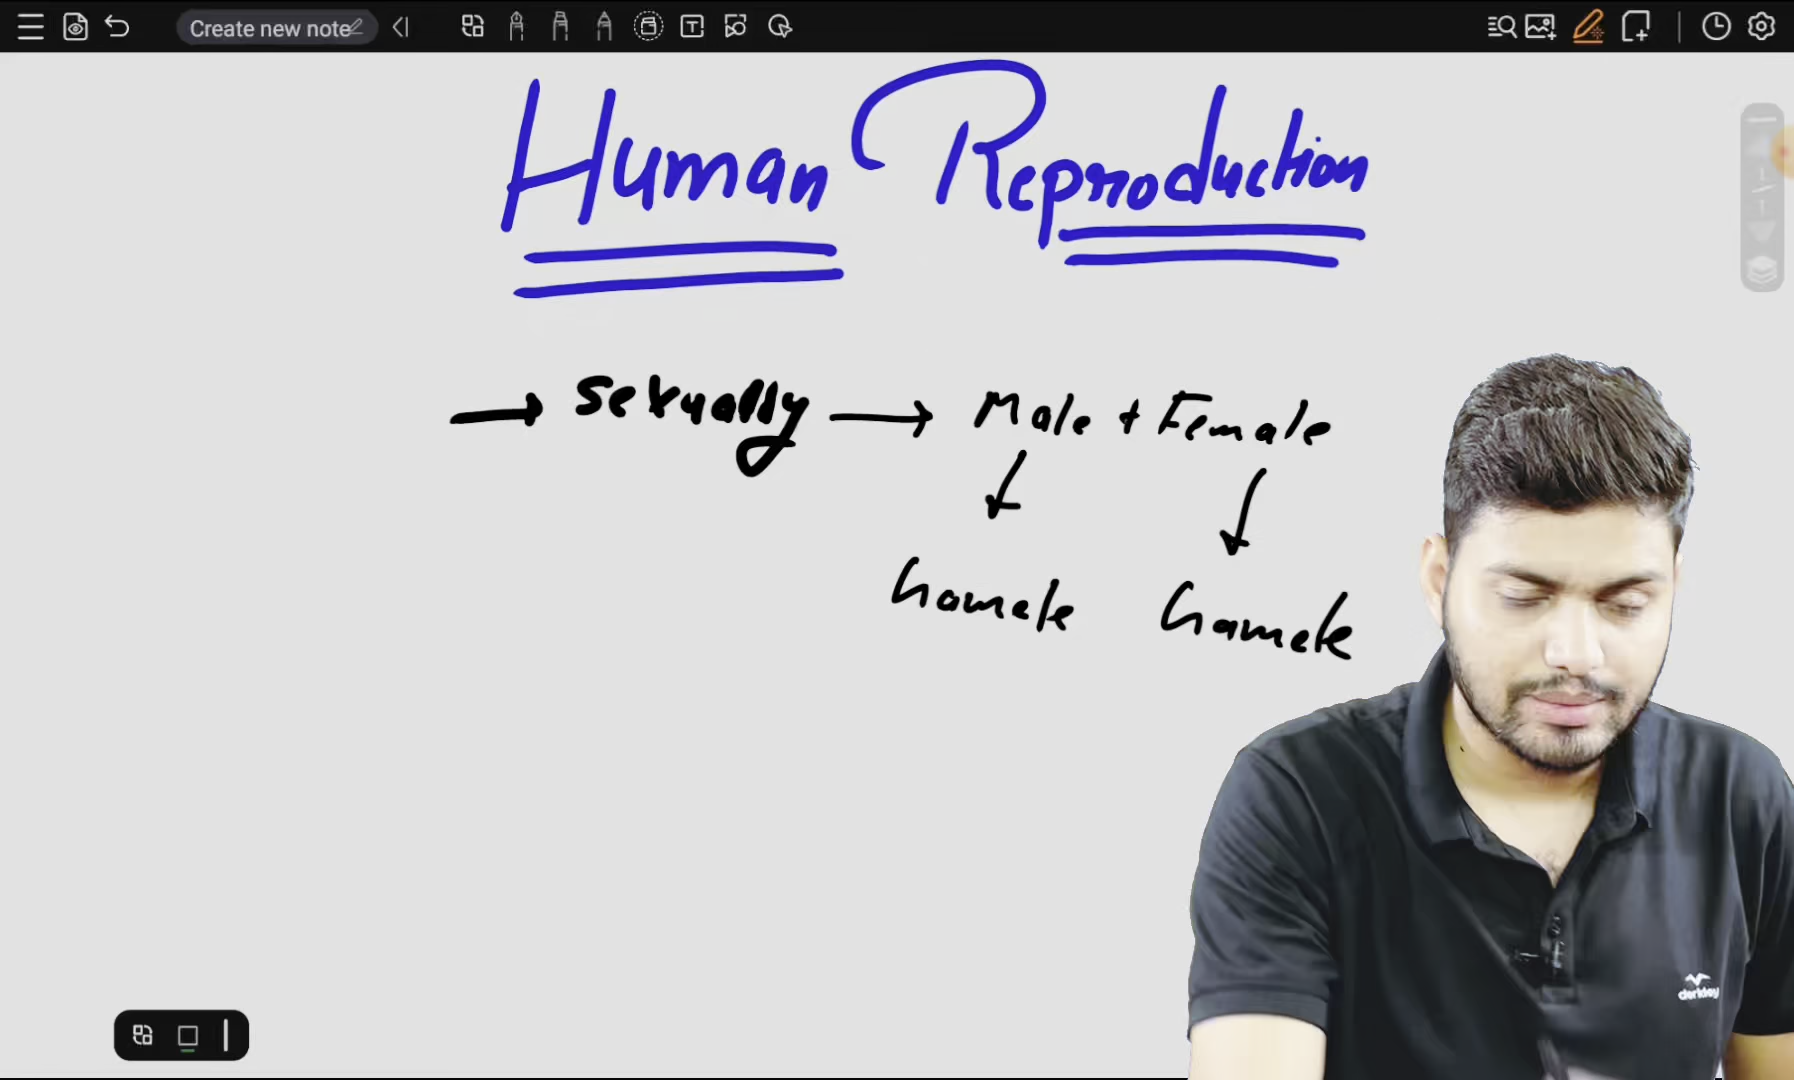 Create new note
Human Reproduction
→ Sexually → Male + Female
↓ ↓
Gamete Gamete